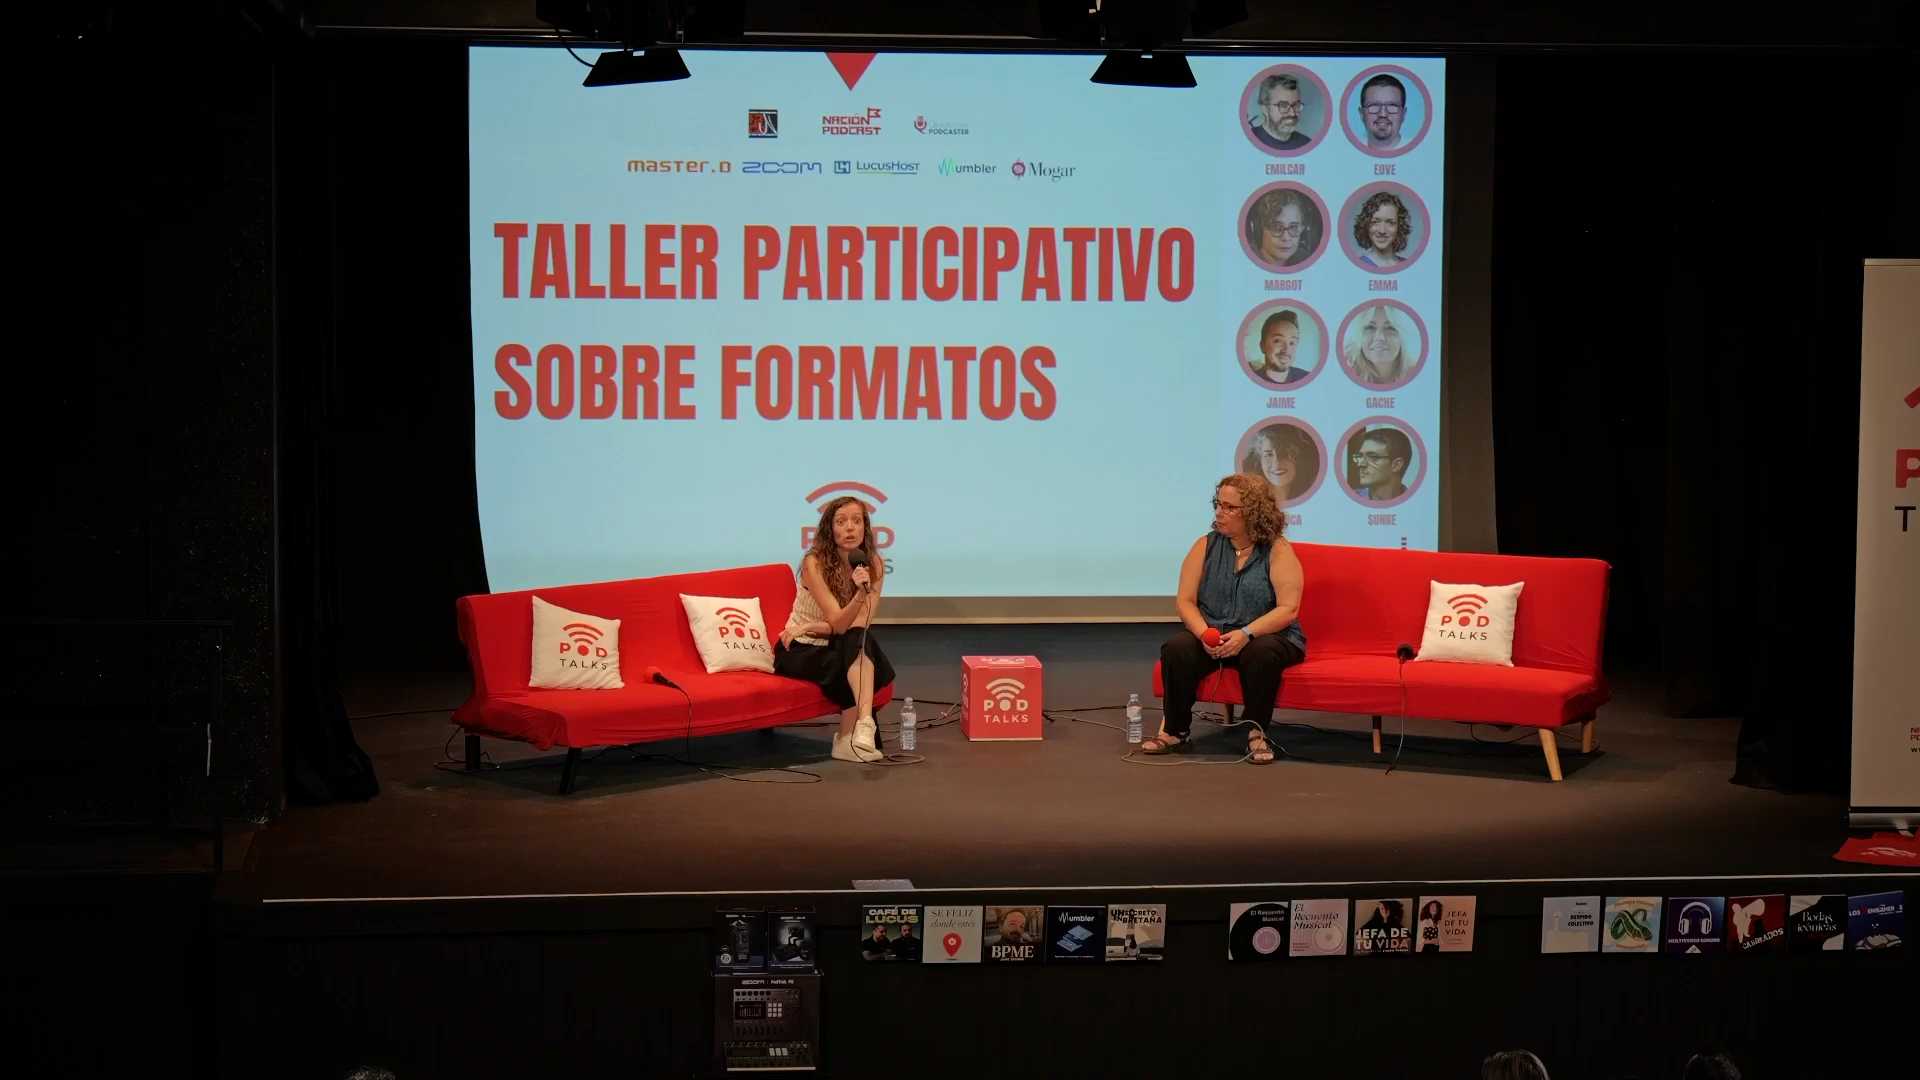 NACIÓN
PODCAST
PODCASTER
master.D ZOOM LH LUCUSHOST umbler Mogar
TALLER PARTICIPATIVO
SOBRE FORMATOS
EMILCAR EOVE
MARGOT EMMA
JAIME GACHE
SUNNE
POD
TALKS
POD
TALKS
POD
TALKS
POD
TALKS
CAFÉ DE
LUCUS
SE FELIZ
donde estés
BPME
umbler
UN SECRETO
EN BRETAÑA
El Recuento
Musical
El
Recuento
Musical
JEFA DE
TU VIDA
JEFA
DE TU
VIDA
DESPIDO
COLECTIVO
MULTIVERSO SONORO
CABREADOS
Bodas
icónicas
ZOOM